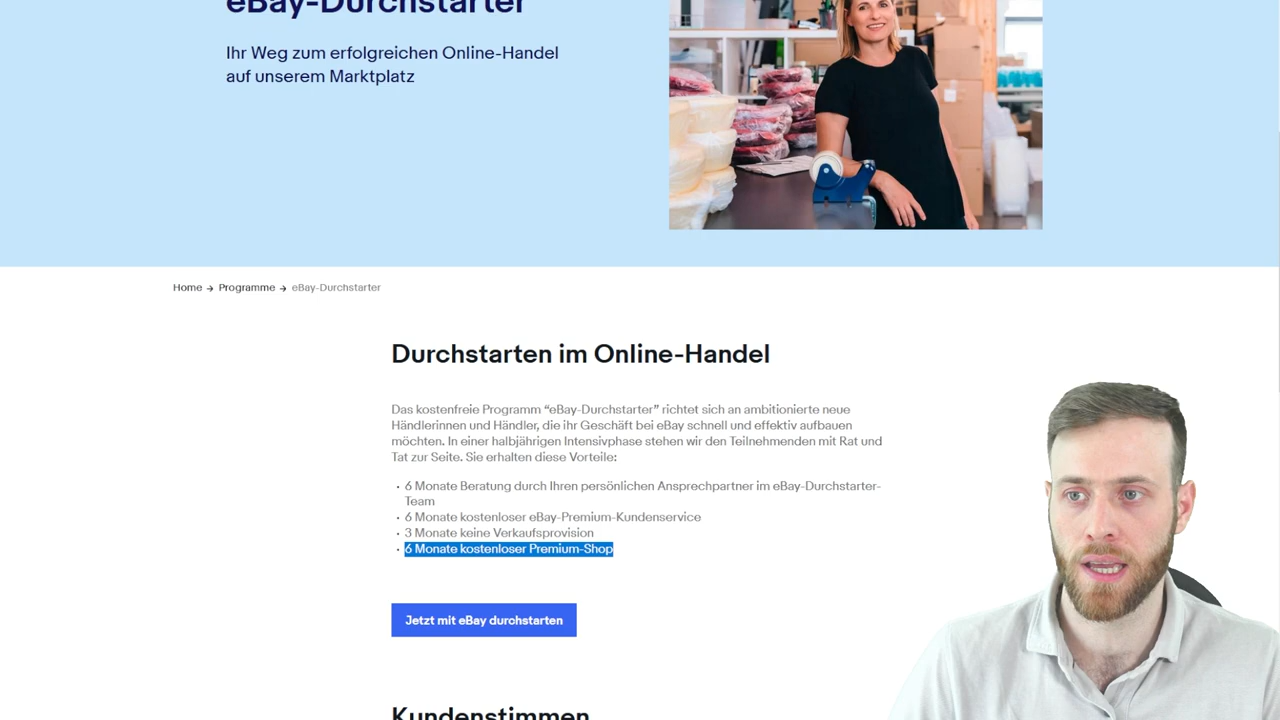 eBay-Durchstarter
Ihr Weg zum erfolgreichen Online-Handel
auf unserem Marktplatz
Home → Programme → eBay-Durchstarter
Durchstarten im Online-Handel
Das kostenfreie Programm “eBay-Durchstarter” richtet sich an ambitionierte neue
Händlerinnen und Händler, die ihr Geschäft bei eBay schnell und effektiv aufbauen
möchten. In einer halbjährigen Intensivphase stehen wir den Teilnehmenden mit Rat und
Tat zur Seite. Sie erhalten diese Vorteile:
· 6 Monate Beratung durch Ihren persönlichen Ansprechpartner im eBay-Durchstarter-
Team
· 6 Monate kostenloser eBay-Premium-Kundenservice
· 3 Monate keine Verkaufsprovision
· 6 Monate kostenloser Premium-Shop
Jetzt mit eBay durchstarten
Kundenstimmen